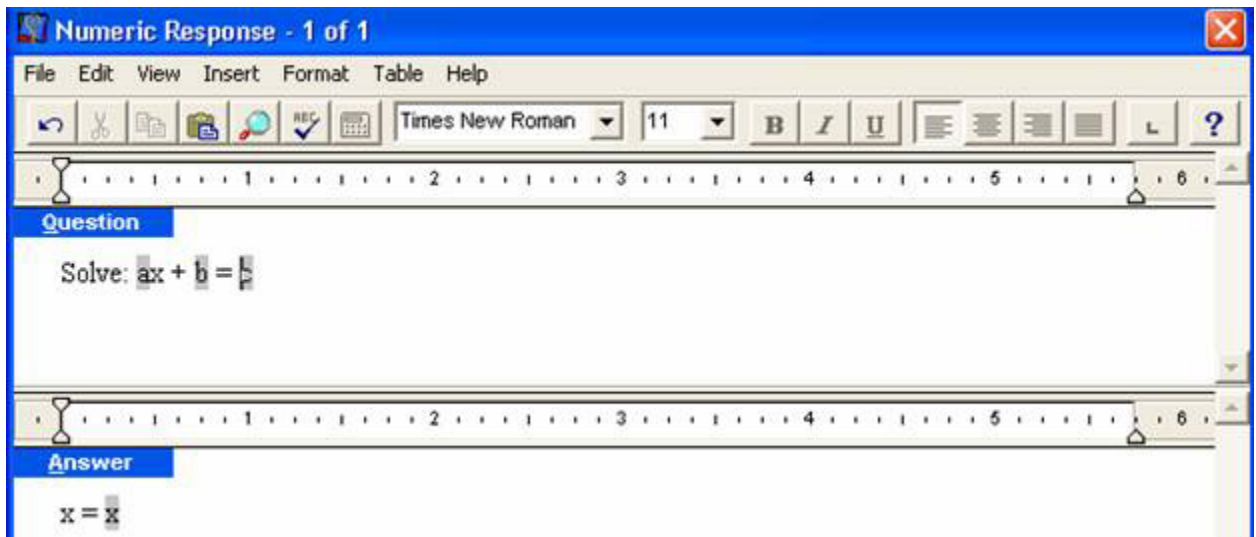 Numeric Response - 1 of 1
File Edit View Insert Format Table Help
ABC Times New Roman 11 B I U L ?
1 2 3 4 5 6
Question
Solve: ax + b = c
1 2 3 4 5 6
Answer
x = x